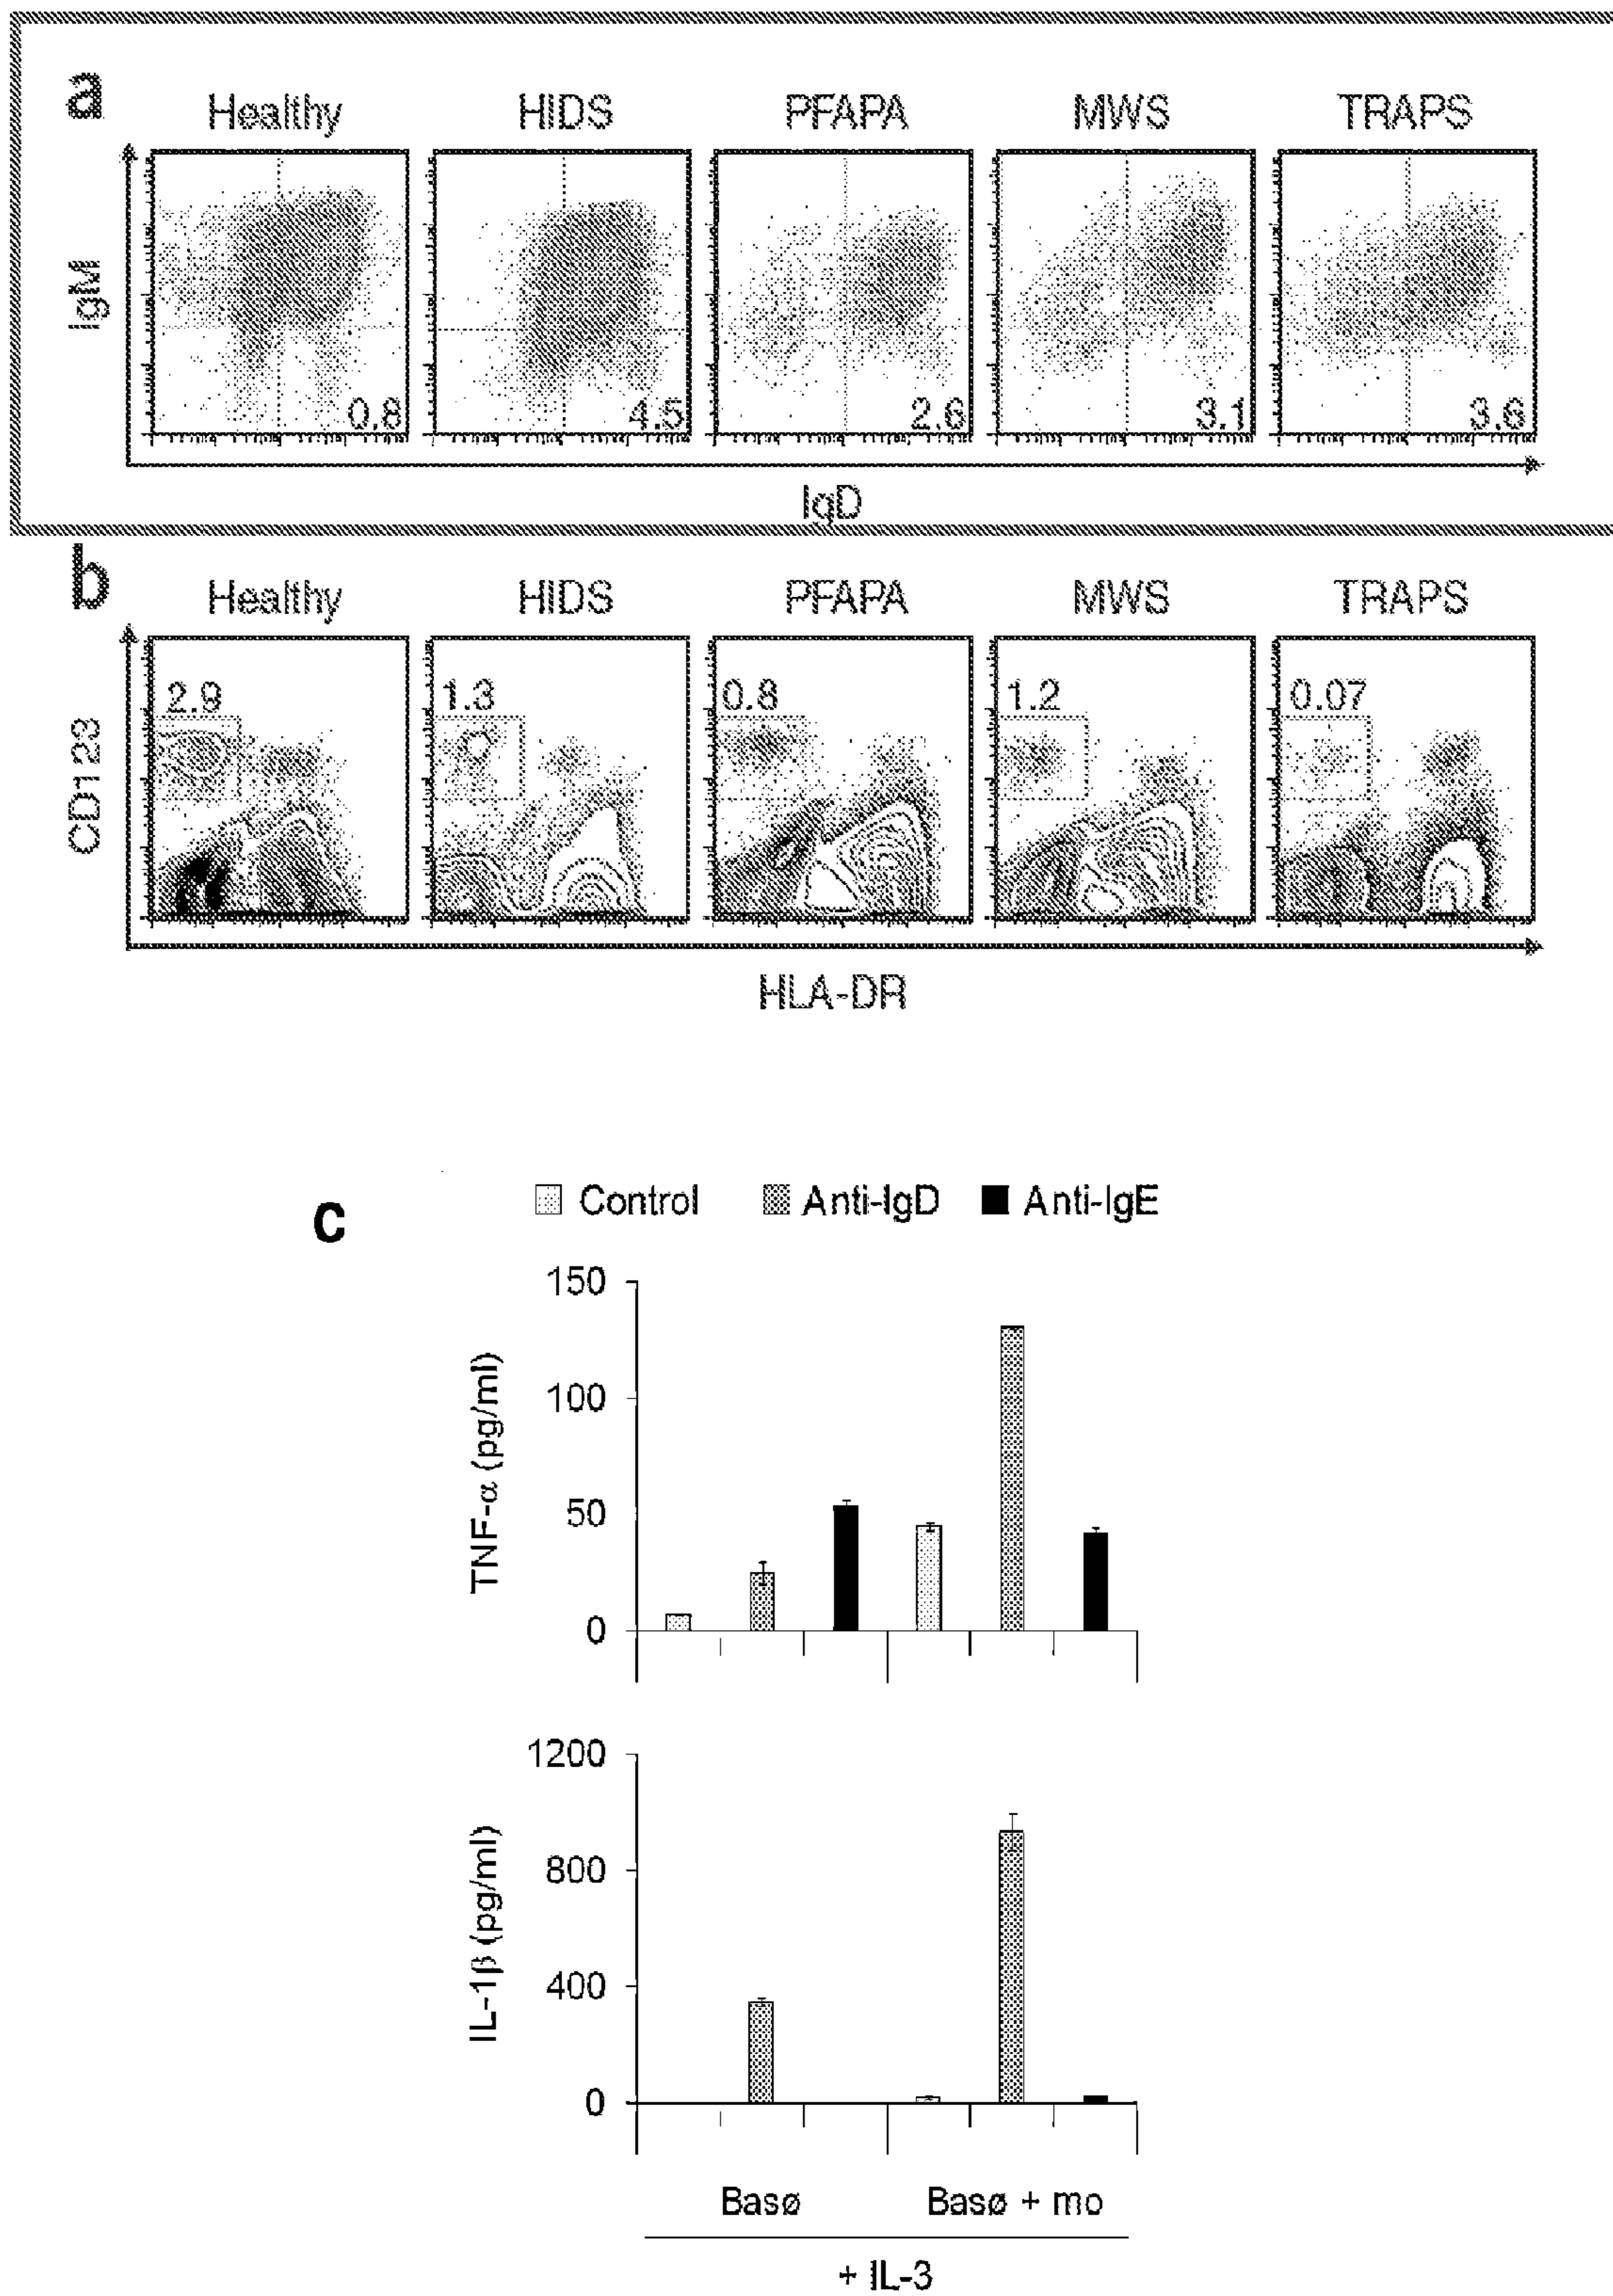 a
Healthy HIDS PFAPA MWS TRAPS
IgM
0.8 4.5 2.6 3.1 3.6
IgD
b
Healthy HIDS PFAPA MWS TRAPS
CD123
2.9 1.3 0.8 1.2 0.07
HLA-DR
c
Control Anti-IgD Anti-IgE
TNF-α (pg/ml)
150
100
50
0
IL-1β (pg/ml)
1200
800
400
0
Basø Basø + mo
+ IL-3